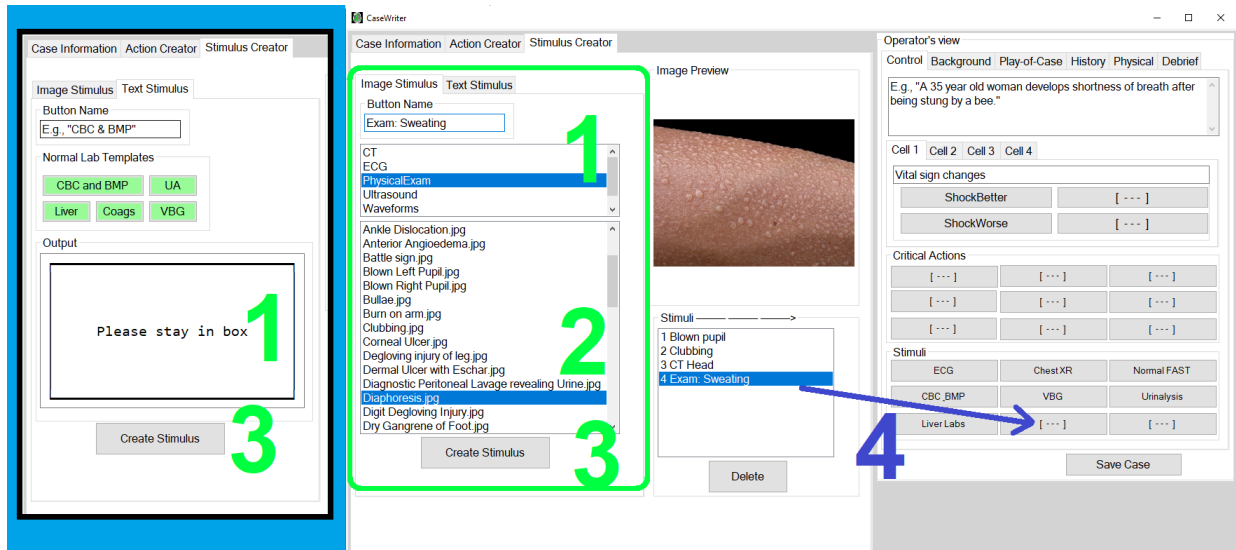 Case Information Action Creator Stimulus Creator
Image Stimulus Text Stimulus
Button Name
E.g., "CBC & BMP"
Normal Lab Templates
CBC and BMP UA
Liver Coags VBG
Output
Please stay in box
1
3
Create Stimulus
CaseWriter
Case Information Action Creator Stimulus Creator
Image Stimulus Text Stimulus
Button Name
Exam: Sweating
1
CT
ECG
PhysicalExam
Ultrasound
Waveforms
Ankle Dislocation.jpg
Anterior Angioedema.jpg
Battle sign.jpg
Blown Left Pupil.jpg
Blown Right Pupil.jpg
Bullae.jpg
Burn on arm.jpg
Clubbing.jpg
Corneal Ulcer.jpg
Degloving injury of leg.jpg
Dermal Ulcer with Eschar.jpg
Diagnostic Peritoneal Lavage revealing Urine.jpg
Diaphoresis.jpg
Digit Degloving Injury.jpg
Dry Gangrene of Foot.jpg
2
3
Create Stimulus
Image Preview
Stimuli ——— ——— ———>
1 Blown pupil
2 Clubbing
3 CT Head
4 Exam: Sweating
Delete
4
Operator's view
Control Background Play-of-Case History Physical Debrief
E.g., "A 35 year old woman develops shortness of breath after
being stung by a bee."
Cell 1 Cell 2 Cell 3 Cell 4
Vital sign changes
ShockBetter [ --- ]
ShockWorse [ --- ]
Critical Actions
[ --- ] [ --- ] [ --- ]
[ --- ] [ --- ] [ --- ]
[ --- ] [ --- ] [ --- ]
Stimuli
ECG Chest XR Normal FAST
CBC ,BMP VBG Urinalysis
Liver Labs [ --- ] [ --- ]
Save Case